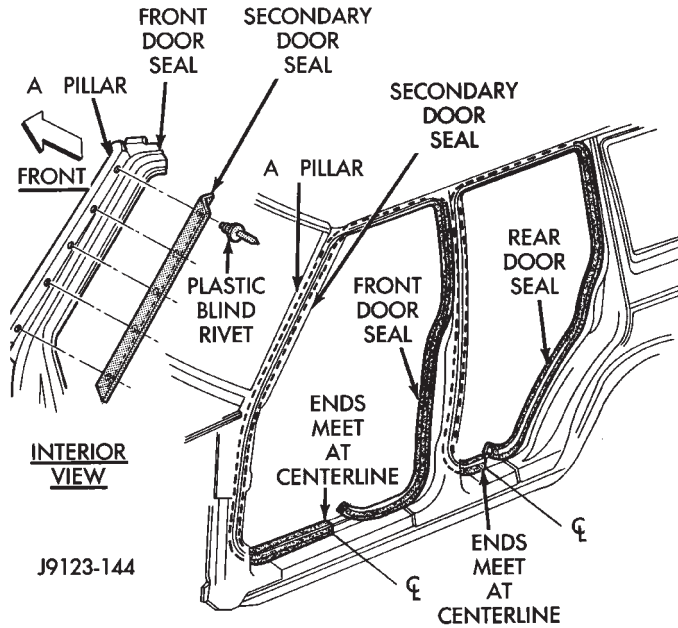 FRONT
DOOR
SEAL
SECONDARY
DOOR
SEAL
A PILLAR
FRONT
SECONDARY
DOOR
SEAL
A PILLAR
PLASTIC
BLIND
RIVET
FRONT
DOOR
SEAL
REAR
DOOR
SEAL
ENDS
MEET
AT
CENTERLINE
INTERIOR
VIEW
J9123-144
℄
℄
ENDS
MEET
AT
CENTERLINE